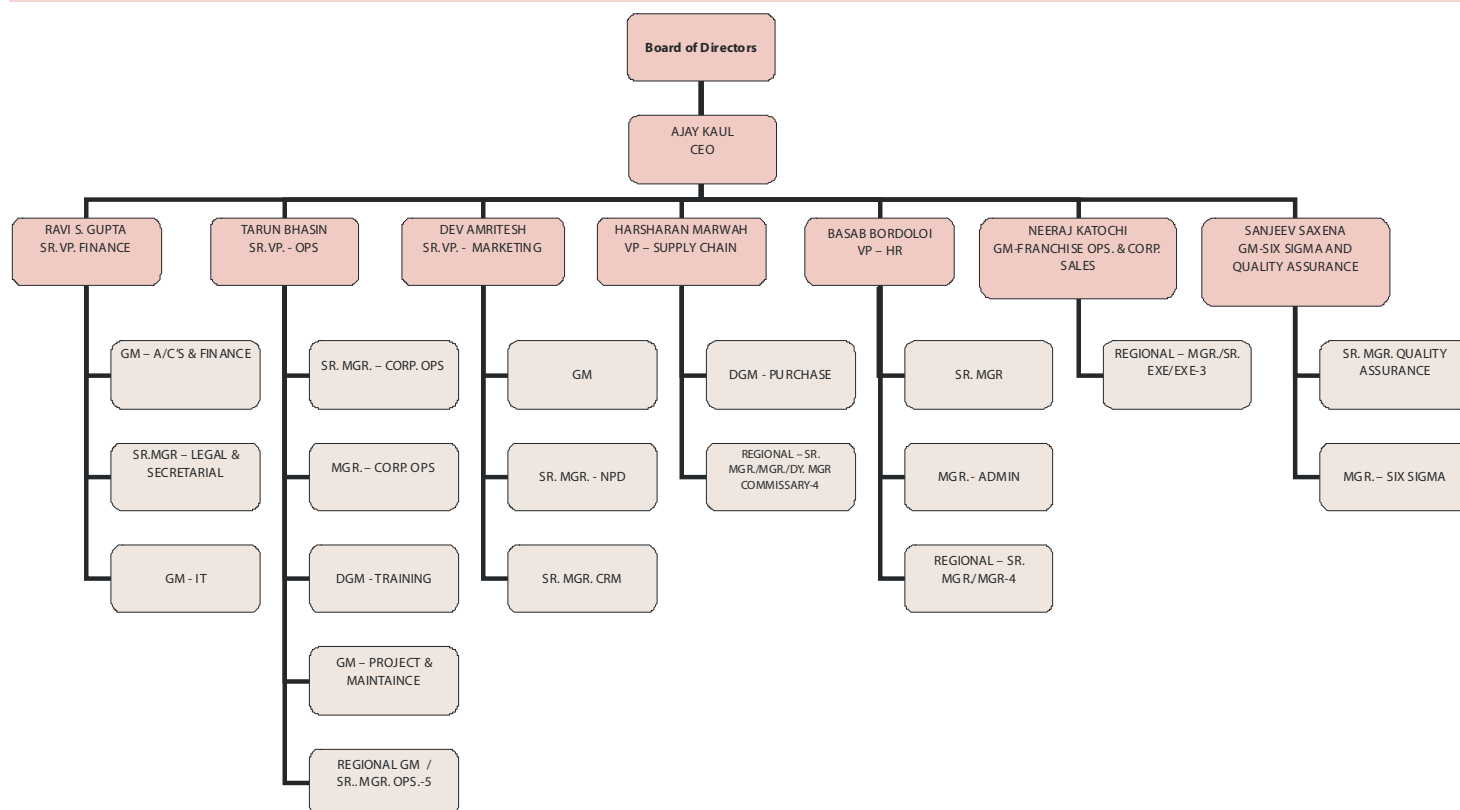 Board of Directors
AJAY KAUL
CEO
RAVI S. GUPTA
SR. VP. FINANCE
TARUN BHASIN
SR. VP. - OPS
DEV AMRITESH
SR. VP. - MARKETING
HARSHARAN MARWAH
VP – SUPPLY CHAIN
BASAB BORDOLOI
VP – HR
NEERAJ KATOCHI
GM-FRANCHISE OPS. & CORP.
SALES
SANJEEV SAXENA
GM-SIX SIGMA AND
QUALITY ASSURANCE
GM – A/C'S & FINANCE
SR. MGR. – CORP. OPS
GM
DGM - PURCHASE
SR. MGR
REGIONAL – MGR./SR.
EXE/EXE-3
SR. MGR. QUALITY
ASSURANCE
SR.MGR – LEGAL &
SECRETARIAL
MGR. – CORP. OPS
SR. MGR. - NPD
REGIONAL – SR.
MGR./MGR./DY. MGR
COMMISSARY-4
MGR. - ADMIN
MGR. – SIX SIGMA
GM - IT
DGM - TRAINING
SR. MGR. CRM
REGIONAL – SR.
MGR./MGR-4
GM – PROJECT &
MAINTAINCE
REGIONAL GM /
SR.. MGR. OPS.-5